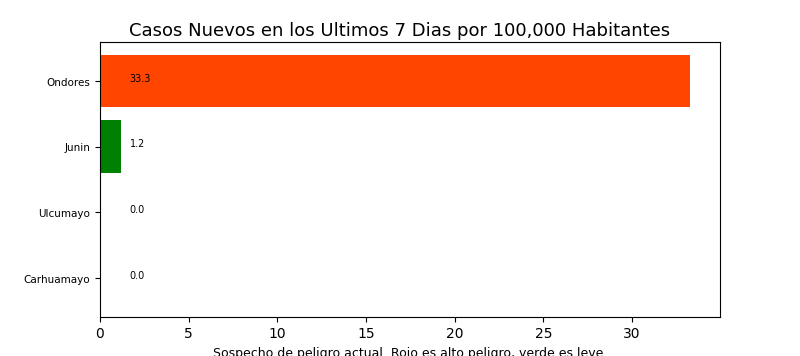 Casos Nuevos en los Ultimos 7 Dias por 100,000 Habitantes
Ondores 33.3
Junin 1.2
Ulcumayo 0.0
Carhuamayo 0.0
0 5 10 15 20 25 30
Sospecho de peligro actual. Rojo es alto peligro, verde es leve